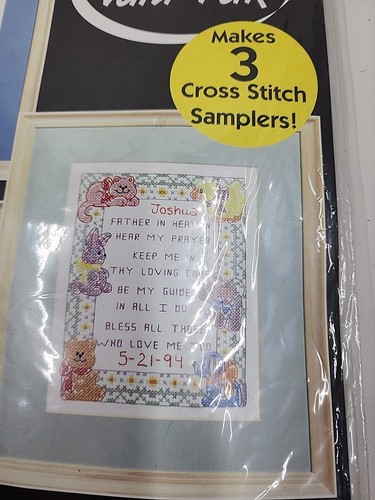 Makes
3
Cross Stitch
Samplers!
Joshua
FATHER IN HEAVEN
HEAR MY PRAYER
KEEP ME IN
THY LOVING
BE MY GUIDE
IN ALL I DO
BLESS ALL THOSE
WHO LOVE ME TOO
5-21-94